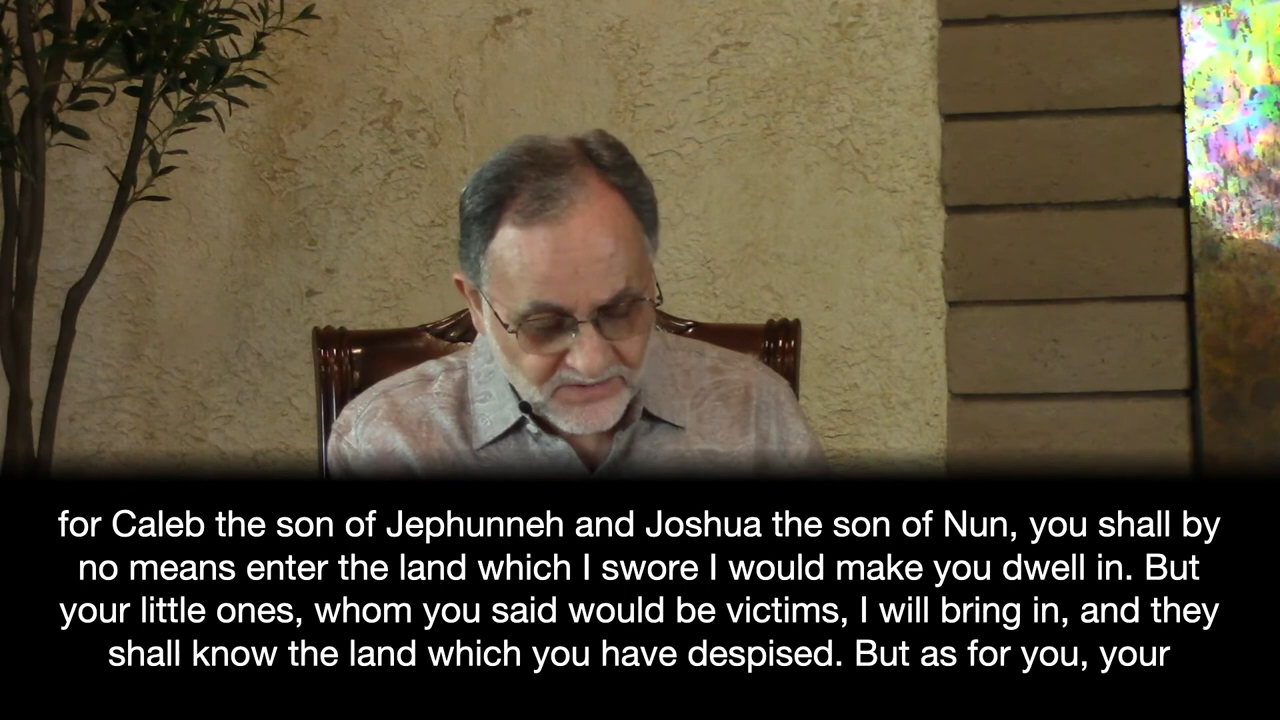 for Caleb the son of Jephunneh and Joshua the son of Nun, you shall by
no means enter the land which I swore I would make you dwell in. But
your little ones, whom you said would be victims, I will bring in, and they
shall know the land which you have despised. But as for you, your